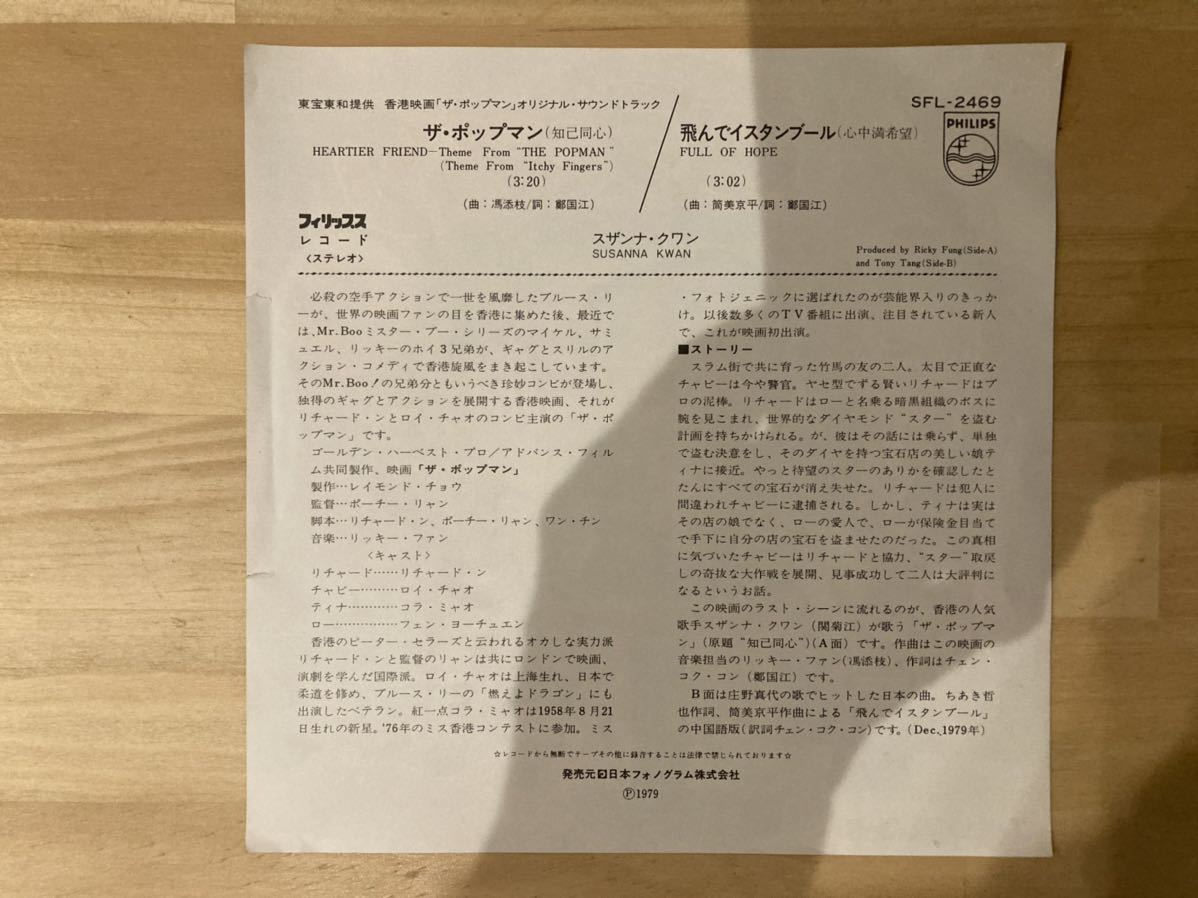 東宝東和提供 香港映画「ザ・ポップマン」オリジナル・サウンドトラック
ザ・ポップマン(知己同心)
HEARTIER FRIEND－Theme From "THE POPMAN"
(Theme From "Itchy Fingers")
(3:20)
(曲:馮添枝/詞:鄭国江)
飛んでイスタンブール(心中満希望)
FULL OF HOPE
(3:02)
(曲:筒美京平/詞:鄭国江)
SFL-2469
PHILIPS
フィリップス
レコード
〈ステレオ〉
スザンナ・クワン
SUSANNA KWAN
Produced by Ricky Fung(Side-A)
and Tony Tang(Side-B)
必殺の空手アクションで一世を風靡したブルース・リ
ーが、世界の映画ファンの目を香港に集めた後、最近で
は、Mr.Booミスター・ブー・シリーズのマイケル、サミ
ュエル、リッキーのホイ3兄弟が、ギャグとスリルのア
クション・コメディで香港旋風をまき起こしています。
そのMr.Boo!の兄弟分ともいうべき珍妙コンビが登場し、
独得のギャグとアクションを展開する香港映画、それが
リチャード・ンとロイ・チャオのコンビ主演の「ザ・ポ
ップマン」です。
ゴールデン・ハーベスト・プロ/アドバンス・フィル
ム共同製作、映画「ザ・ポップマン」
製作…レイモンド・チョウ
監督…ポーチー・リャン
脚本…リチャード・ン、ポーチー・リャン、ワン・チン
音楽…リッキー・ファン
〈キャスト〉
リチャード……リチャード・ン
チャビー………ロイ・チャオ
ティナ…………コラ・ミャオ
ロー……………フェン・ヨーチュエン
香港のピーター・セラーズと云われるオカしな実力派
リチャード・ンと監督のリャンは共にロンドンで映画、
演劇を学んだ国際派。ロイ・チャオは上海生れ、日本で
柔道を修め、ブルース・リーの「燃えよドラゴン」にも
出演したベテラン。紅一点コラ・ミャオは1958年8月21
日生れの新星。'76年のミス香港コンテストに参加。ミス
・フォトジェニックに選ばれたのが芸能界入りのきっか
け。以後数多くのTV番組に出演、注目されている新人
で、これが映画初出演。
■ストーリー
スラム街で共に育った竹馬の友の二人。太目で正直な
チャビーは今や警官。ヤセ型でずる賢いリチャードはプ
ロの泥棒。リチャードはローと名乗る暗黒組織のボスに
腕を見こまれ、世界的なダイヤモンド"スター"を盗む
計画を持ちかけられる。が、彼はその話には乗らず、単独
で盗む決意をし、そのダイヤを持つ宝石店の美しい娘テ
ィナに接近。やっと待望のスターのありかを確認したと
たんにすべての宝石が消え失せた。リチャードは犯人に
間違われチャビーに逮捕される。しかし、ティナは実は
その店の娘でなく、ローの愛人で、ローが保険金目当て
で手下に自分の店の宝石を盗ませたのだった。この真相
に気づいたチャビーはリチャードと協力、"スター"取戻
しの奇抜な大作戦を展開、見事成功して二人は大評判に
なるというお話。
この映画のラスト・シーンに流れるのが、香港の人気
歌手スザンナ・クワン(関菊江)が歌う「ザ・ポップマ
ン」(原題"知己同心")(A面)です。作曲はこの映画の
音楽担当のリッキー・ファン(馮添枝)、作詞はチェン・
コク・コン(鄭国江)です。
B面は庄野真代の歌でヒットした日本の曲。ちあき哲
也作詞、筒美京平作曲による「飛んでイスタンブール」
の中国語版(訳詞チェン・コク・コン)です。(Dec.、1979年)
☆レコードから無断でテープその他に録音することは法律で禁じられております☆
発売元 日本フォノグラム株式会社
Ⓟ1979